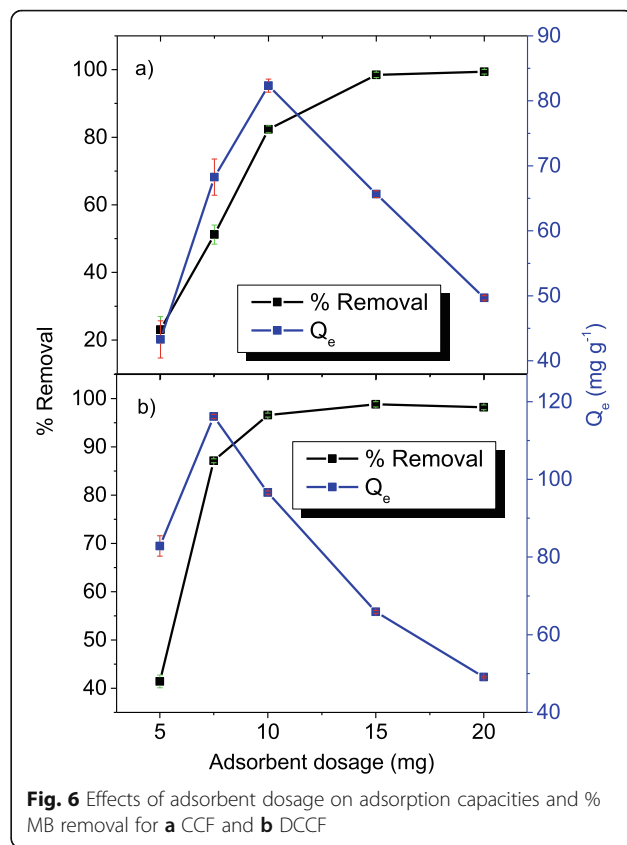 a)
100
80
60
40
20
% Removal
90
80
70
60
50
40
Qe (mg g-1)
% Removal
Qe
b)
100
90
80
70
60
50
40
120
100
80
60
40
% Removal
Qe
5
10
15
20
Adsorbent dosage (mg)
Fig. 6 Effects of adsorbent dosage on adsorption capacities and %
MB removal for a CCF and b DCCF